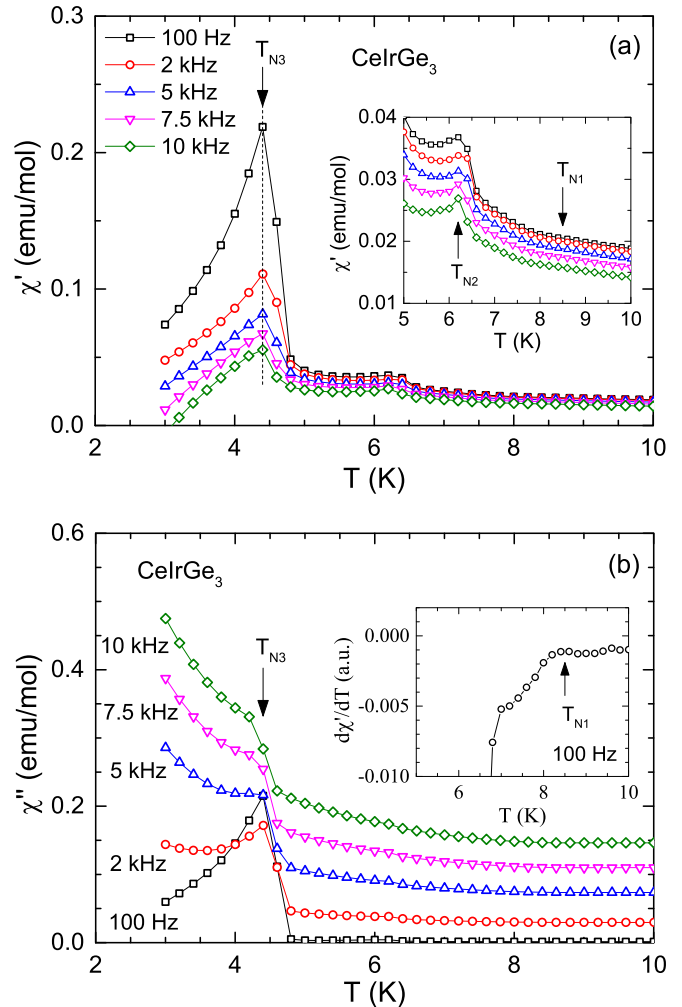 0.3
(a)
100 Hz
2 kHz
5 kHz
7.5 kHz
10 kHz
T_N3
CeIrGe₃
0.04
0.03
0.02
0.01
χ' (emu/mol)
T_N1
T_N2
5 6 7 8 9 10
T (K)
0.2
0.1
0.0
χ' (emu/mol)
2 4 6 8 10
T (K)
0.6
(b)
CeIrGe₃
T_N3
10 kHz
7.5 kHz
5 kHz
2 kHz
100 Hz
0.000
-0.005
-0.010
dχ'/dT (a.u.)
T_N1
100 Hz
6 8 10
T (K)
0.4
0.2
0.0
χ" (emu/mol)
2 4 6 8 10
T (K)